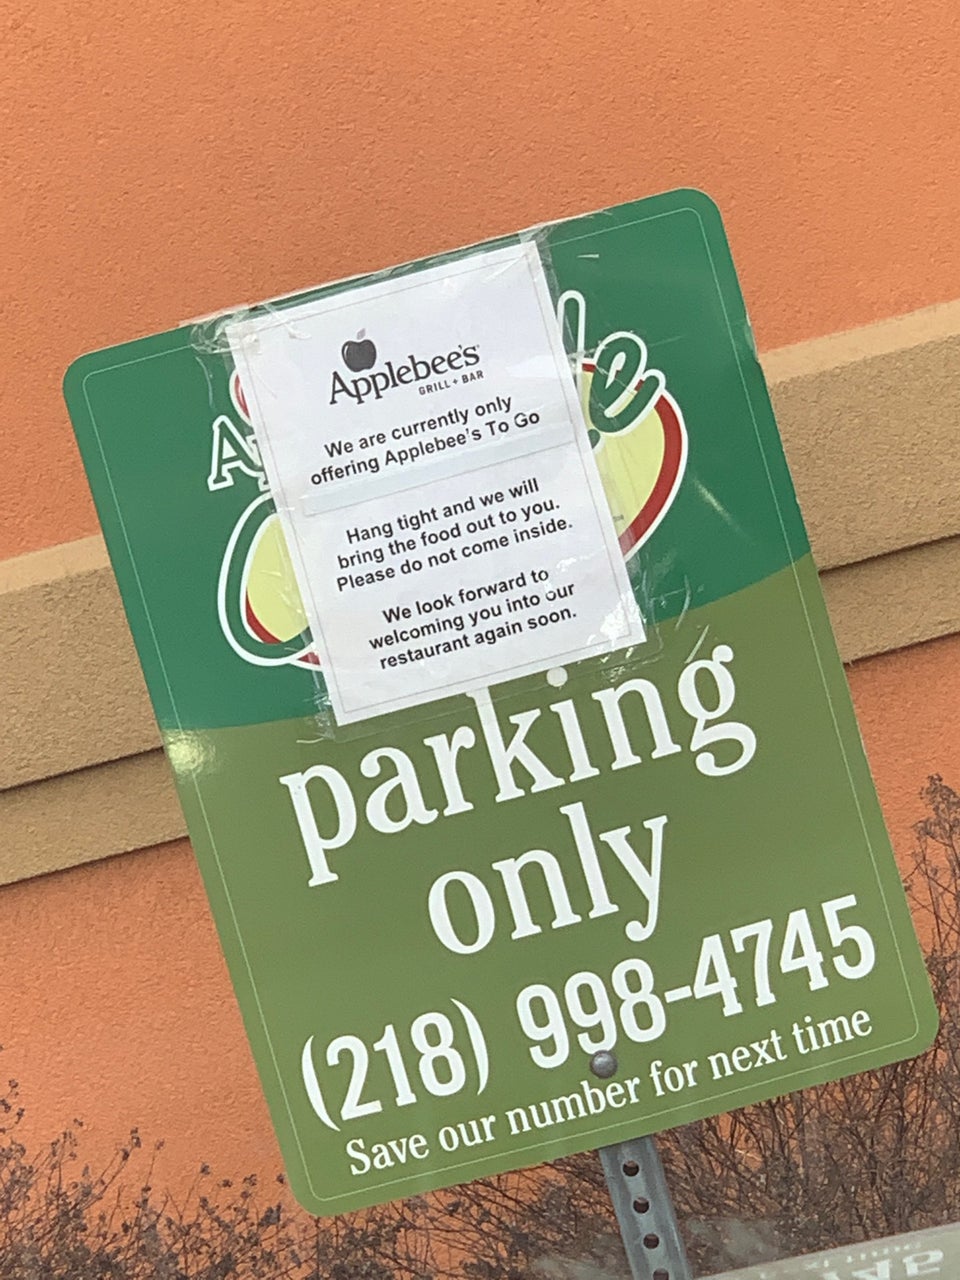 Applebee's
GRILL + BAR
We are currently only
offering Applebee's To Go
Hang tight and we will
bring the food out to you.
Please do not come inside.
We look forward to
welcoming you into our
restaurant again soon.
parking
only
(218) 998-4745
Save our number for next time